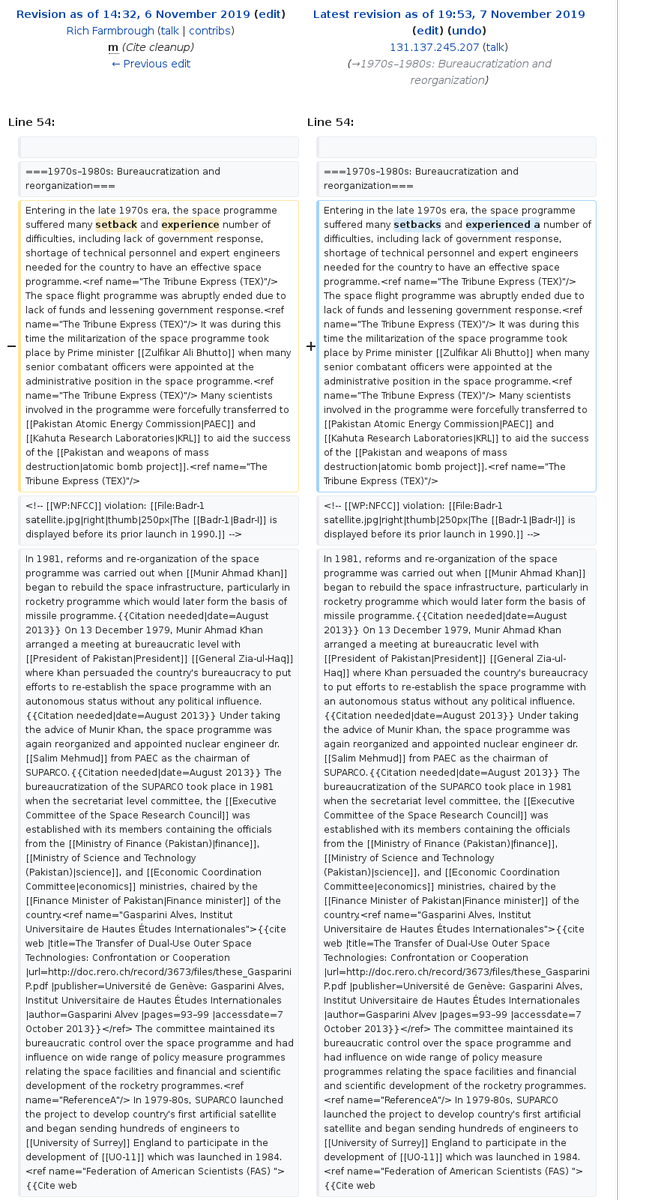 Revision as of 14:32, 6 November 2019 (edit)
Rich Farmbrough (talk | contribs)
m (Cite cleanup)
← Previous edit
Latest revision as of 19:53, 7 November 2019
(edit) (undo)
131.137.245.207 (talk)
(→1970s–1980s: Bureaucratization and
reorganization)
Line 54:
===1970s–1980s: Bureaucratization and
reorganization===
−
Entering in the late 1970s era, the space programme
suffered many setback and experience number of
difficulties, including lack of government response,
shortage of technical personnel and expert engineers
needed for the country to have an effective space
programme.<ref name="The Tribune Express (TEX)"/>
The space flight programme was abruptly ended due to
lack of funds and lessening government response.<ref
name="The Tribune Express (TEX)"/> It was during this
time the militarization of the space programme took
place by Prime minister [[Zulfikar Ali Bhutto]] when many
senior combatant officers were appointed at the
administrative position in the space programme.<ref
name="The Tribune Express (TEX)"/> Many scientists
involved in the programme were forcefully transferred to
[[Pakistan Atomic Energy Commission|PAEC]] and
[[Kahuta Research Laboratories|KRL]] to aid the success
of the [[Pakistan and weapons of mass
destruction|atomic bomb project]].<ref name="The
Tribune Express (TEX)"/>
<!-- [[WP:NFCC]] violation: [[File:Badr-1
satellite.jpg|right|thumb|250px|The [[Badr-1|Badr-I]] is
displayed before its prior launch in 1990.]] -->
In 1981, reforms and re-organization of the space
programme was carried out when [[Munir Ahmad Khan]]
began to rebuild the space infrastructure, particularly in
rocketry programme which would later form the basis of
missile programme.{{Citation needed|date=August
2013}} On 13 December 1979, Munir Ahmad Khan
arranged a meeting at bureaucratic level with
[[President of Pakistan|President]] [[General Zia-ul-Haq]]
where Khan persuaded the country's bureaucracy to put
efforts to re-establish the space programme with an
autonomous status without any political influence.
{{Citation needed|date=August 2013}} Under taking
the advice of Munir Khan, the space programme was
again reorganized and appointed nuclear engineer dr.
[[Salim Mehmud]] from PAEC as the chairman of
SUPARCO.{{Citation needed|date=August 2013}} The
bureaucratization of the SUPARCO took place in 1981
when the secretariat level committee, the [[Executive
Committee of the Space Research Council]] was
established with its members containing the officials
from the [[Ministry of Finance (Pakistan)|finance]],
[[Ministry of Science and Technology
(Pakistan)|science]], and [[Economic Coordination
Committee|economics]] ministries, chaired by the
[[Finance Minister of Pakistan|Finance minister]] of the
country.<ref name="Gasparini Alves, Institut
Universitaire de Hautes Études Internationales">{{cite
web |title=The Transfer of Dual-Use Outer Space
Technologies: Confrontation or Cooperation
|url=http://doc.rero.ch/record/3673/files/these_Gasparini
P.pdf |publisher=Université de Genève: Gasparini Alves,
Institut Universitaire de Hautes Études Internationales
|author=Gasparini Alvev |pages=93–99 |accessdate=7
October 2013}}</ref> The committee maintained its
bureaucratic control over the space programme and had
influence on wide range of policy measure programmes
relating the space facilities and financial and scientific
development of the rocketry programmes.<ref
name="ReferenceA"/> In 1979-80s, SUPARCO launched
the project to develop country's first artificial satellite
and began sending hundreds of engineers to
[[University of Surrey]] England to participate in the
development of [[UO-11]] which was launched in 1984.
<ref name="Federation of American Scientists (FAS) ">
{{Cite web
Line 54:
===1970s–1980s: Bureaucratization and
reorganization===
+
Entering in the late 1970s era, the space programme
suffered many setbacks and experienced a number of
difficulties, including lack of government response,
shortage of technical personnel and expert engineers
needed for the country to have an effective space
programme.<ref name="The Tribune Express (TEX)"/>
The space flight programme was abruptly ended due to
lack of funds and lessening government response.<ref
name="The Tribune Express (TEX)"/> It was during this
time the militarization of the space programme took
place by Prime minister [[Zulfikar Ali Bhutto]] when many
senior combatant officers were appointed at the
administrative position in the space programme.<ref
name="The Tribune Express (TEX)"/> Many scientists
involved in the programme were forcefully transferred to
[[Pakistan Atomic Energy Commission|PAEC]] and
[[Kahuta Research Laboratories|KRL]] to aid the success
of the [[Pakistan and weapons of mass
destruction|atomic bomb project]].<ref name="The
Tribune Express (TEX)"/>
<!-- [[WP:NFCC]] violation: [[File:Badr-1
satellite.jpg|right|thumb|250px|The [[Badr-1|Badr-I]] is
displayed before its prior launch in 1990.]] -->
In 1981, reforms and re-organization of the space
programme was carried out when [[Munir Ahmad Khan]]
began to rebuild the space infrastructure, particularly in
rocketry programme which would later form the basis of
missile programme.{{Citation needed|date=August
2013}} On 13 December 1979, Munir Ahmad Khan
arranged a meeting at bureaucratic level with
[[President of Pakistan|President]] [[General Zia-ul-
Haq]] where Khan persuaded the country's bureaucracy
to put efforts to re-establish the space programme with
an autonomous status without any political influence.
{{Citation needed|date=August 2013}} Under taking
the advice of Munir Khan, the space programme was
again reorganized and appointed nuclear engineer dr.
[[Salim Mehmud]] from PAEC as the chairman of
SUPARCO.{{Citation needed|date=August 2013}} The
bureaucratization of the SUPARCO took place in 1981
when the secretariat level committee, the [[Executive
Committee of the Space Research Council]] was
established with its members containing the officials
from the [[Ministry of Finance (Pakistan)|finance]],
[[Ministry of Science and Technology
(Pakistan)|science]], and [[Economic Coordination
Committee|economics]] ministries, chaired by the
[[Finance Minister of Pakistan|Finance minister]] of the
country.<ref name="Gasparini Alves, Institut
Universitaire de Hautes Études Internationales">{{cite
web |title=The Transfer of Dual-Use Outer Space
Technologies: Confrontation or Cooperation
|url=http://doc.rero.ch/record/3673/files/these_Gasparini
P.pdf |publisher=Université de Genève: Gasparini Alves,
Institut Universitaire de Hautes Études Internationales
|author=Gasparini Alvev |pages=93–99 |accessdate=7
October 2013}}</ref> The committee maintained its
bureaucratic control over the space programme and
had influence on wide range of policy measure
programmes relating the space facilities and financial
and scientific development of the rocketry programmes.
<ref name="ReferenceA"/> In 1979-80s, SUPARCO
launched the project to develop country's first artificial
satellite and began sending hundreds of engineers to
[[University of Surrey]] England to participate in the
development of [[UO-11]] which was launched in 1984.
<ref name="Federation of American Scientists (FAS) ">
{{Cite web